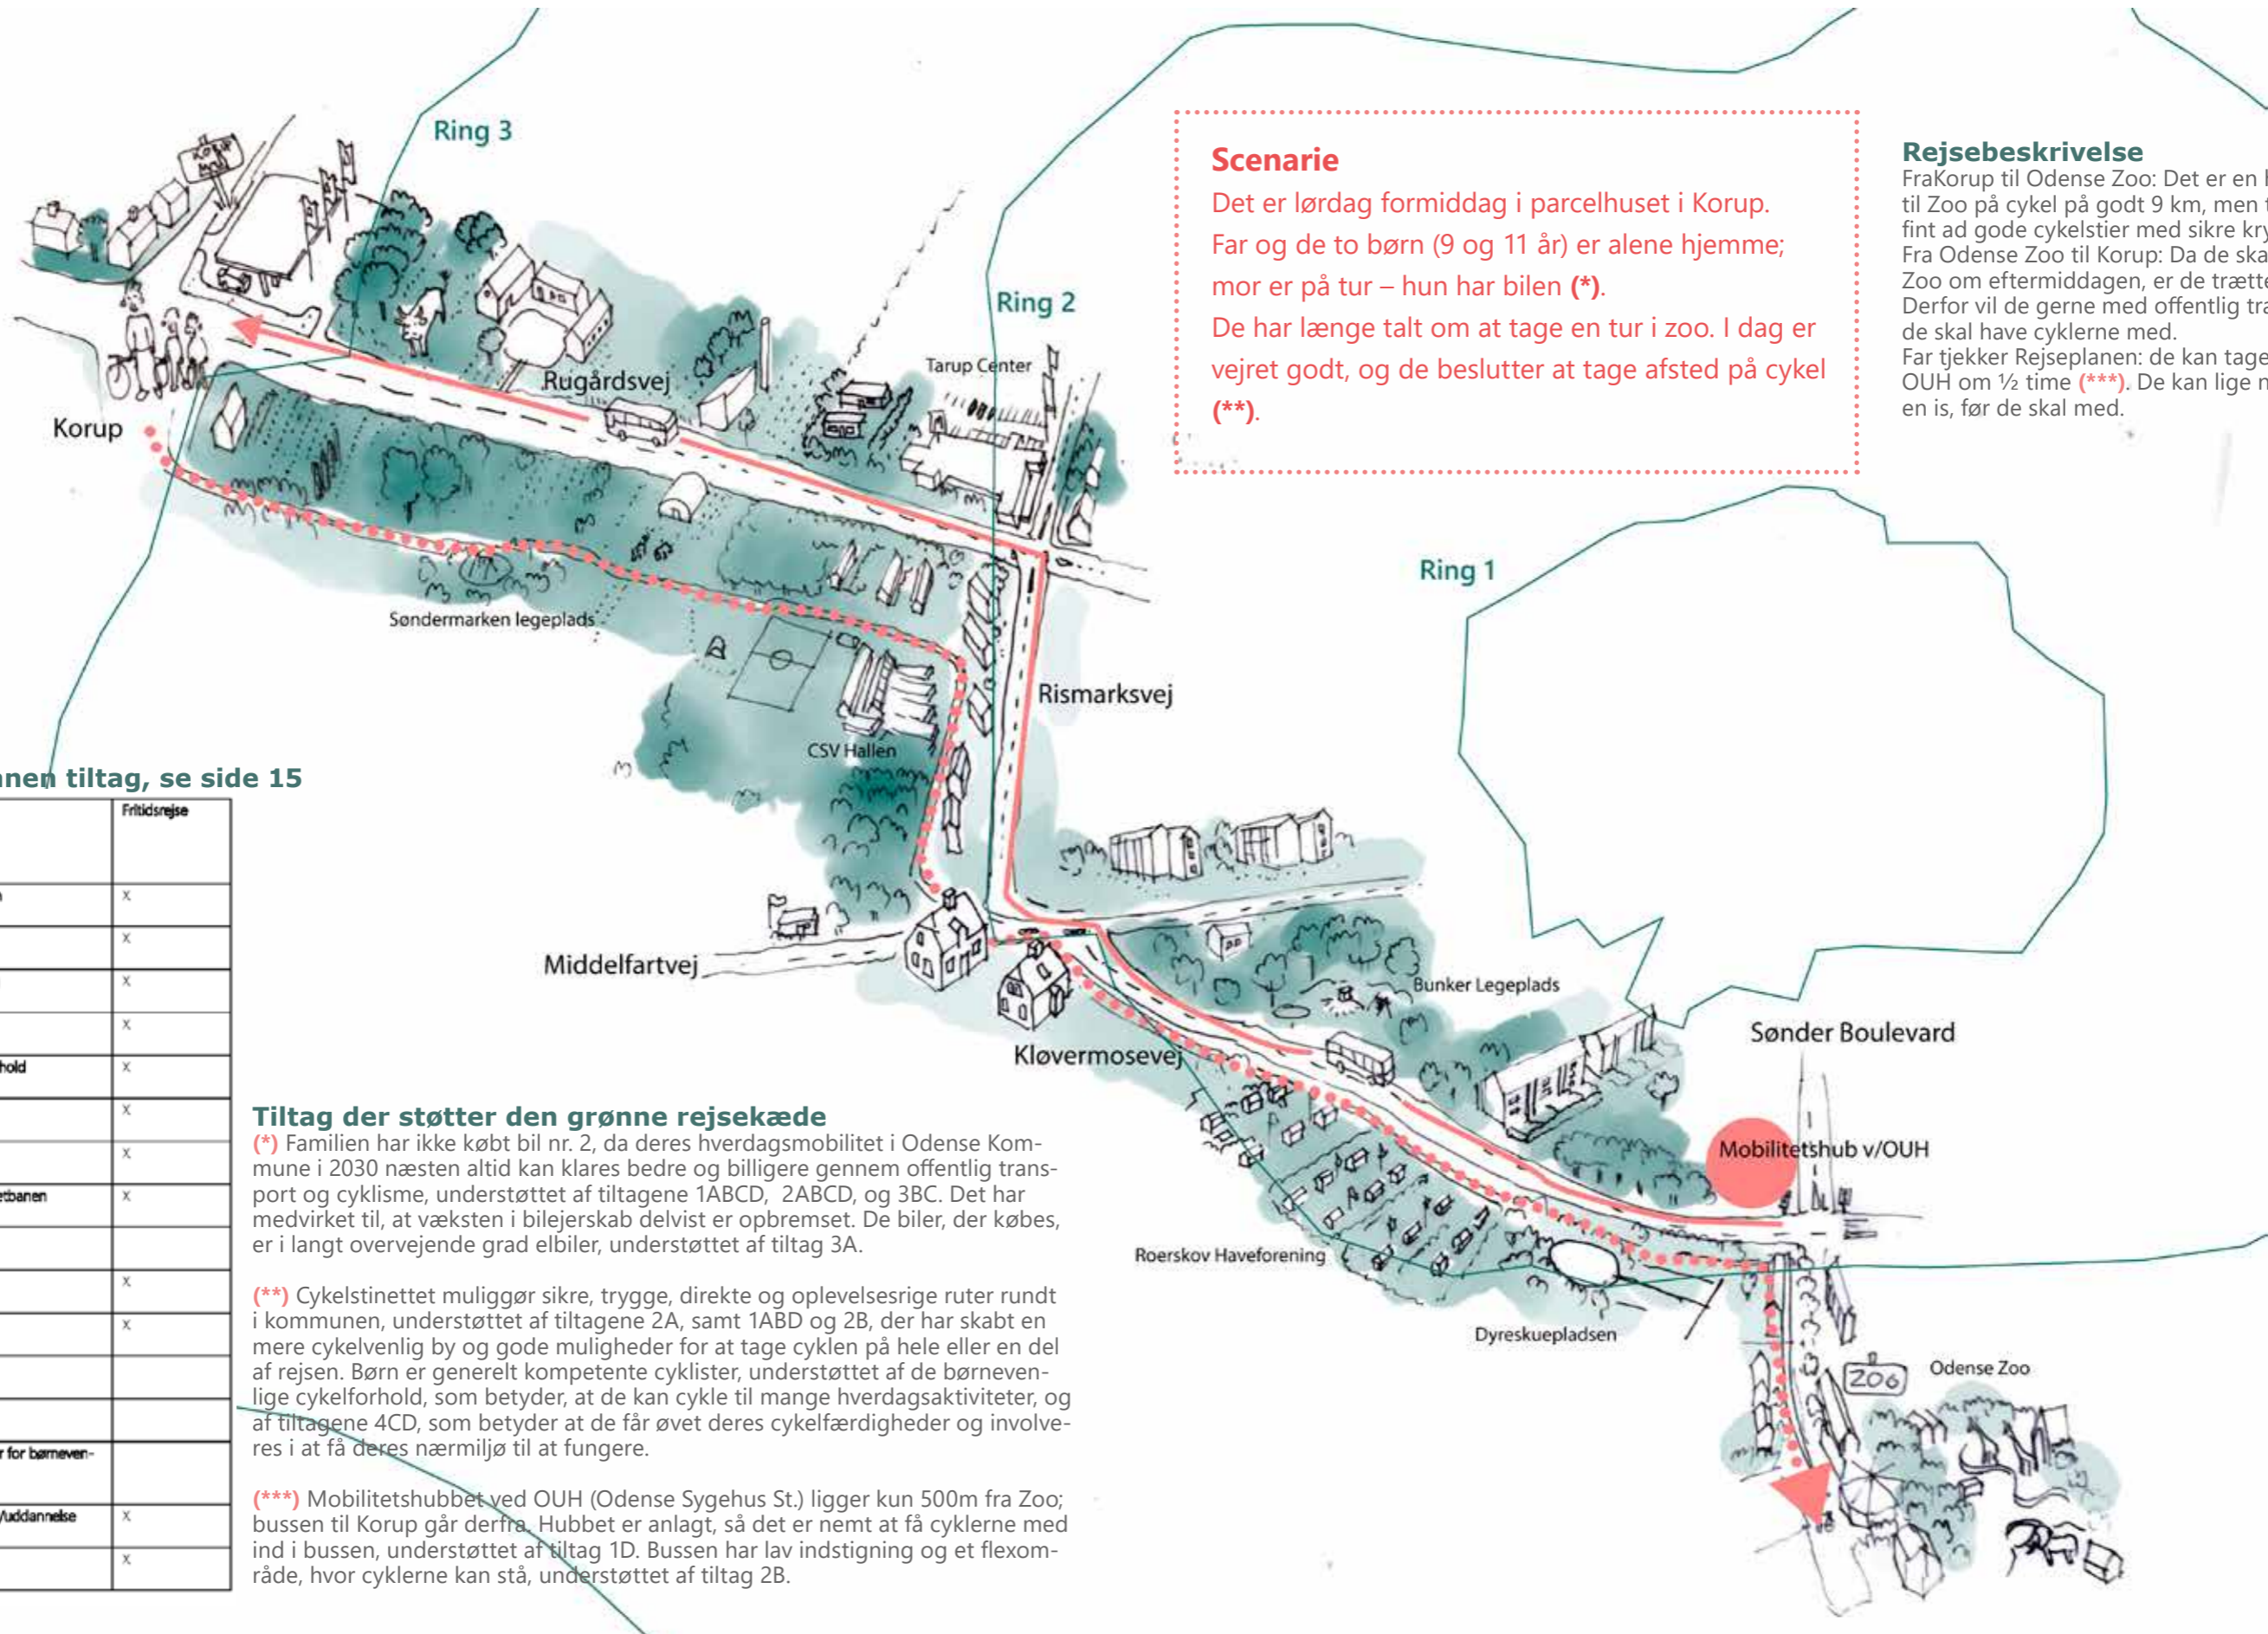 Ring 3
KORUP
Ring 2
Tarup Center
Rugårdsvej
Korup
Søndermarken legeplads
Rismarksvej
CSV Hallen
Ring 1
Middelfartvej
Kløvermosevej
Bunker Legeplads
Sønder Boulevard
Mobilitetshub v/OUH
Roerskov Haveforening
Dyreskuepladsen
ZOO
Odense Zoo
Scenarie
Det er lørdag formiddag i parcelhuset i Korup.
Far og de to børn (9 og 11 år) er alene hjemme;
mor er på tur – hun har bilen (*).
De har længe talt om at tage en tur i zoo. I dag er
vejret godt, og de beslutter at tage afsted på cykel
(**).
Rejsebeskrivelse
FraKorup til Odense Zoo: Det er en
til Zoo på cykel på godt 9 km, men
fint ad gode cykelstier med sikre
Fra Odense Zoo til Korup: Da de
Zoo om eftermiddagen, er de
Derfor vil de gerne med offentlig
de skal have cyklerne med.
Far tjekker Rejseplanen: de kan tage
OUH om ½ time (***). De kan lige
en is, før de skal med.
tiltag, se side 15
Fritidsrejse
x
x
x
x
hold
x
x
x
etbanen
x
x
x
r for børneven-
/uddannelse
x
x
Tiltag der støtter den grønne rejsekæde
(*) Familien har ikke købt bil nr. 2, da deres hverdagsmobilitet i Odense Kom-
mune i 2030 næsten altid kan klares bedre og billigere gennem offentlig trans-
port og cyklisme, understøttet af tiltagene 1ABCD, 2ABCD, og 3BC. Det har
medvirket til, at væksten i bilejerskab delvist er opbremset. De biler, der købes,
er i langt overvejende grad elbiler, understøttet af tiltag 3A.
(**) Cykelstinettet muliggør sikre, trygge, direkte og oplevelsesrige ruter rundt
i kommunen, understøttet af tiltagene 2A, samt 1ABD og 2B, der har skabt en
mere cykelvenlig by og gode muligheder for at tage cyklen på hele eller en del
af rejsen. Børn er generelt kompetente cyklister, understøttet af de børneven-
lige cykelforhold, som betyder, at de kan cykle til mange hverdagsaktiviteter, og
af tiltagene 4CD, som betyder at de får øvet deres cykelfærdigheder og involve-
res i at få deres nærmiljø til at fungere.
(***) Mobilitetshubbet ved OUH (Odense Sygehus St.) ligger kun 500m fra Zoo;
bussen til Korup går derfra. Hubbet er anlagt, så det er nemt at få cyklerne med
ind i bussen, understøttet af tiltag 1D. Bussen har lav indstigning og et flexom-
råde, hvor cyklerne kan stå, understøttet af tiltag 2B.